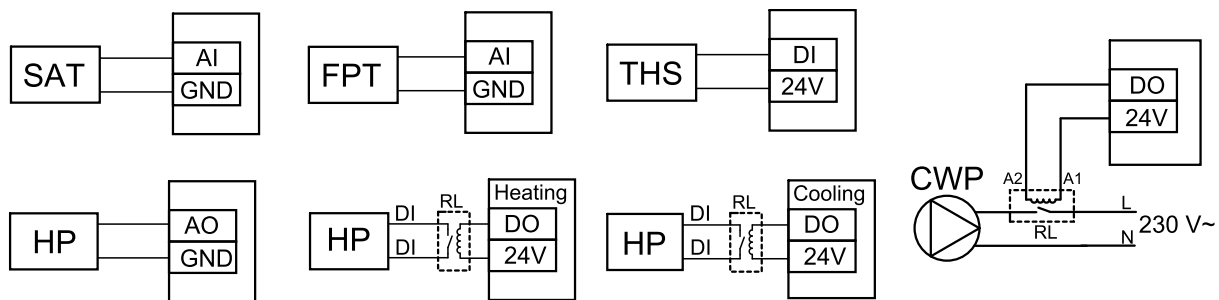 SAT AI
GND
FPT AI
GND
THS DI
24V
DO
24V
CWP A2 A1
RL
L
N
230 V~
HP AO
GND
HP DI
DI
RL
Heating
DO
24V
HP DI
DI
RL
Cooling
DO
24V